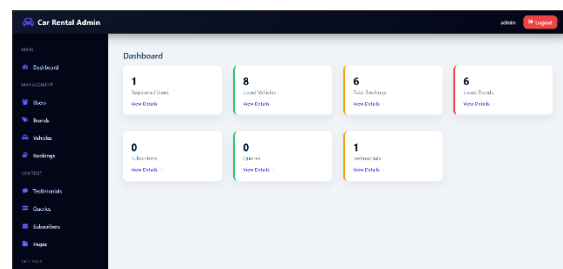 Car Rental Admin
admin
Logout
MAIN
Dashboard
MANAGEMENT
Users
Brands
Vehicles
Bookings
CONTENT
Testimonials
Queries
Subscribers
Pages
SETTINGS
Dashboard
1
Registered Users
View Details
8
Listed Vehicles
View Details
6
Total Bookings
View Details
6
Listed Brands
View Details
0
Subscribers
View Details
0
Queries
View Details
1
Testimonials
View Details